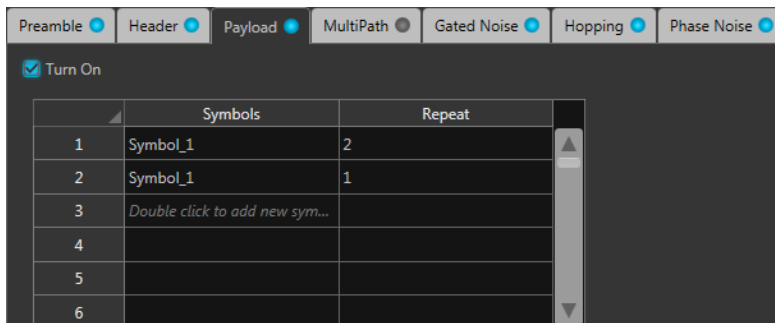 Preamble Header Payload MultiPath Gated Noise Hopping Phase Noise
Turn On
Symbols Repeat
1 Symbol_1 2
2 Symbol_1 1
3 Double click to add new sym...
4
5
6